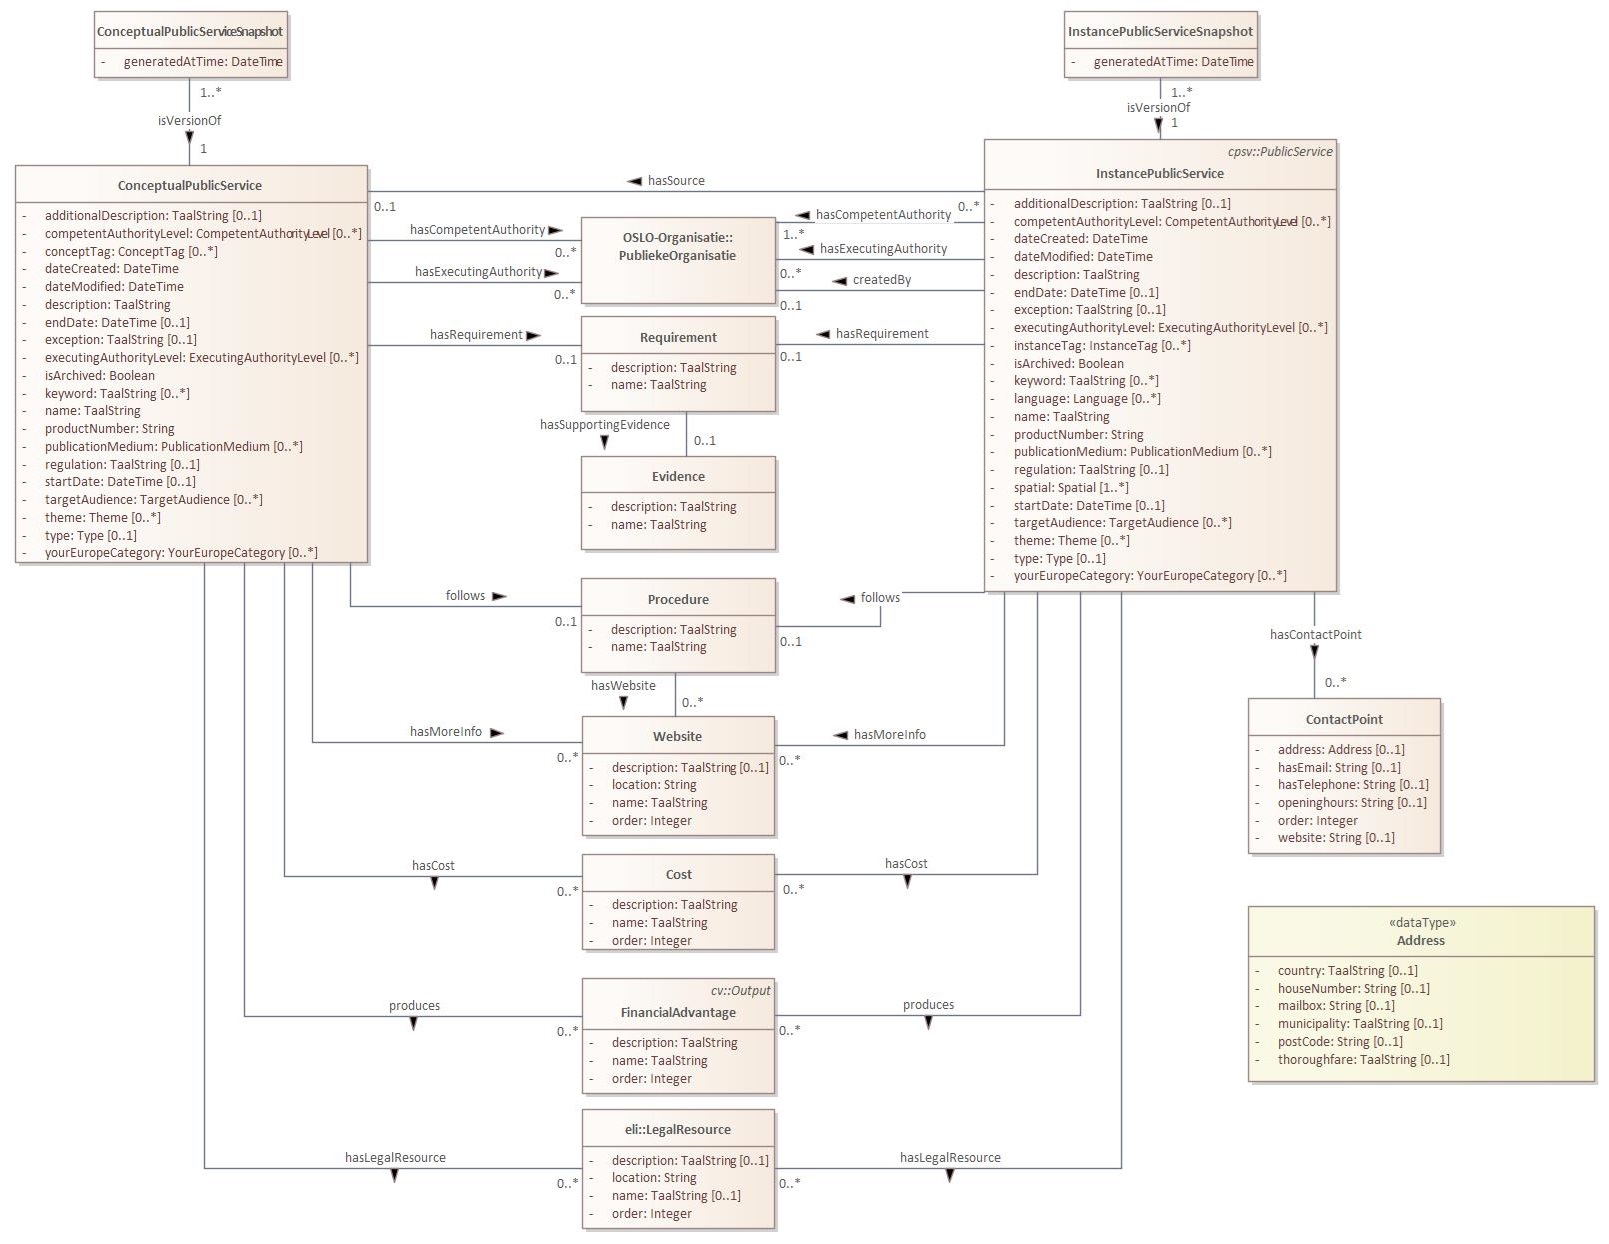 ConceptualPublicServiceSnapshot
- generatedAtTime: DateTime
1..*
isVersionOf
1
InstancePublicServiceSnapshot
- generatedAtTime: DateTime
1..*
isVersionOf
1
ConceptualPublicService
- additionalDescription: TaalString [0..1]
- competentAuthorityLevel: CompetentAuthorityLevel [0..*]
- conceptTag: ConceptTag [0..*]
- dateCreated: DateTime
- dateModified: DateTime
- description: TaalString
- endDate: DateTime [0..1]
- exception: TaalString [0..1]
- executingAuthorityLevel: ExecutingAuthorityLevel [0..*]
- isArchived: Boolean
- keyword: TaalString [0..*]
- name: TaalString
- productNumber: String
- publicationMedium: PublicationMedium [0..*]
- regulation: TaalString [0..1]
- startDate: DateTime [0..1]
- targetAudience: TargetAudience [0..*]
- theme: Theme [0..*]
- type: Type [0..1]
- yourEuropeCategory: YourEuropeCategory [0..*]
hasSource
0..1
0..*
hasCompetentAuthority
0..*
hasExecutingAuthority
0..*
hasRequirement
0..1
OSLO-Organisatie::
PubliekeOrganisatie
hasCompetentAuthority
1..*
hasExecutingAuthority
0..*
createdBy
0..1
hasRequirement
0..1
cpsv::PublicService
InstancePublicService
- additionalDescription: TaalString [0..1]
- competentAuthorityLevel: CompetentAuthorityLevel [0..*]
- dateCreated: DateTime
- dateModified: DateTime
- description: TaalString
- endDate: DateTime [0..1]
- exception: TaalString [0..1]
- executingAuthorityLevel: ExecutingAuthorityLevel [0..*]
- instanceTag: InstanceTag [0..*]
- isArchived: Boolean
- keyword: TaalString [0..*]
- language: Language [0..*]
- name: TaalString
- productNumber: String
- publicationMedium: PublicationMedium [0..*]
- regulation: TaalString [0..1]
- spatial: Spatial [1..*]
- startDate: DateTime [0..1]
- targetAudience: TargetAudience [0..*]
- theme: Theme [0..*]
- type: Type [0..1]
- yourEuropeCategory: YourEuropeCategory [0..*]
Requirement
- description: TaalString
- name: TaalString
hasSupportingEvidence
0..1
Evidence
- description: TaalString
- name: TaalString
follows
0..1
Procedure
- description: TaalString
- name: TaalString
follows
0..1
hasWebsite
0..*
hasMoreInfo
0..*
Website
- description: TaalString [0..1]
- location: String
- name: TaalString
- order: Integer
hasMoreInfo
0..*
hasContactPoint
0..*
ContactPoint
- address: Address [0..1]
- hasEmail: String [0..1]
- hasTelephone: String [0..1]
- openinghours: String [0..1]
- order: Integer
- website: String [0..1]
hasCost
0..*
Cost
- description: TaalString
- name: TaalString
- order: Integer
hasCost
0..*
«dataType»
Address
- country: TaalString [0..1]
- houseNumber: String [0..1]
- mailbox: String [0..1]
- municipality: TaalString [0..1]
- postCode: String [0..1]
- thoroughfare: TaalString [0..1]
produces
0..*
cv::Output
FinancialAdvantage
- description: TaalString
- name: TaalString
- order: Integer
produces
0..*
hasLegalResource
0..*
eli::LegalResource
- description: TaalString [0..1]
- location: String
- name: TaalString [0..1]
- order: Integer
hasLegalResource
0..*